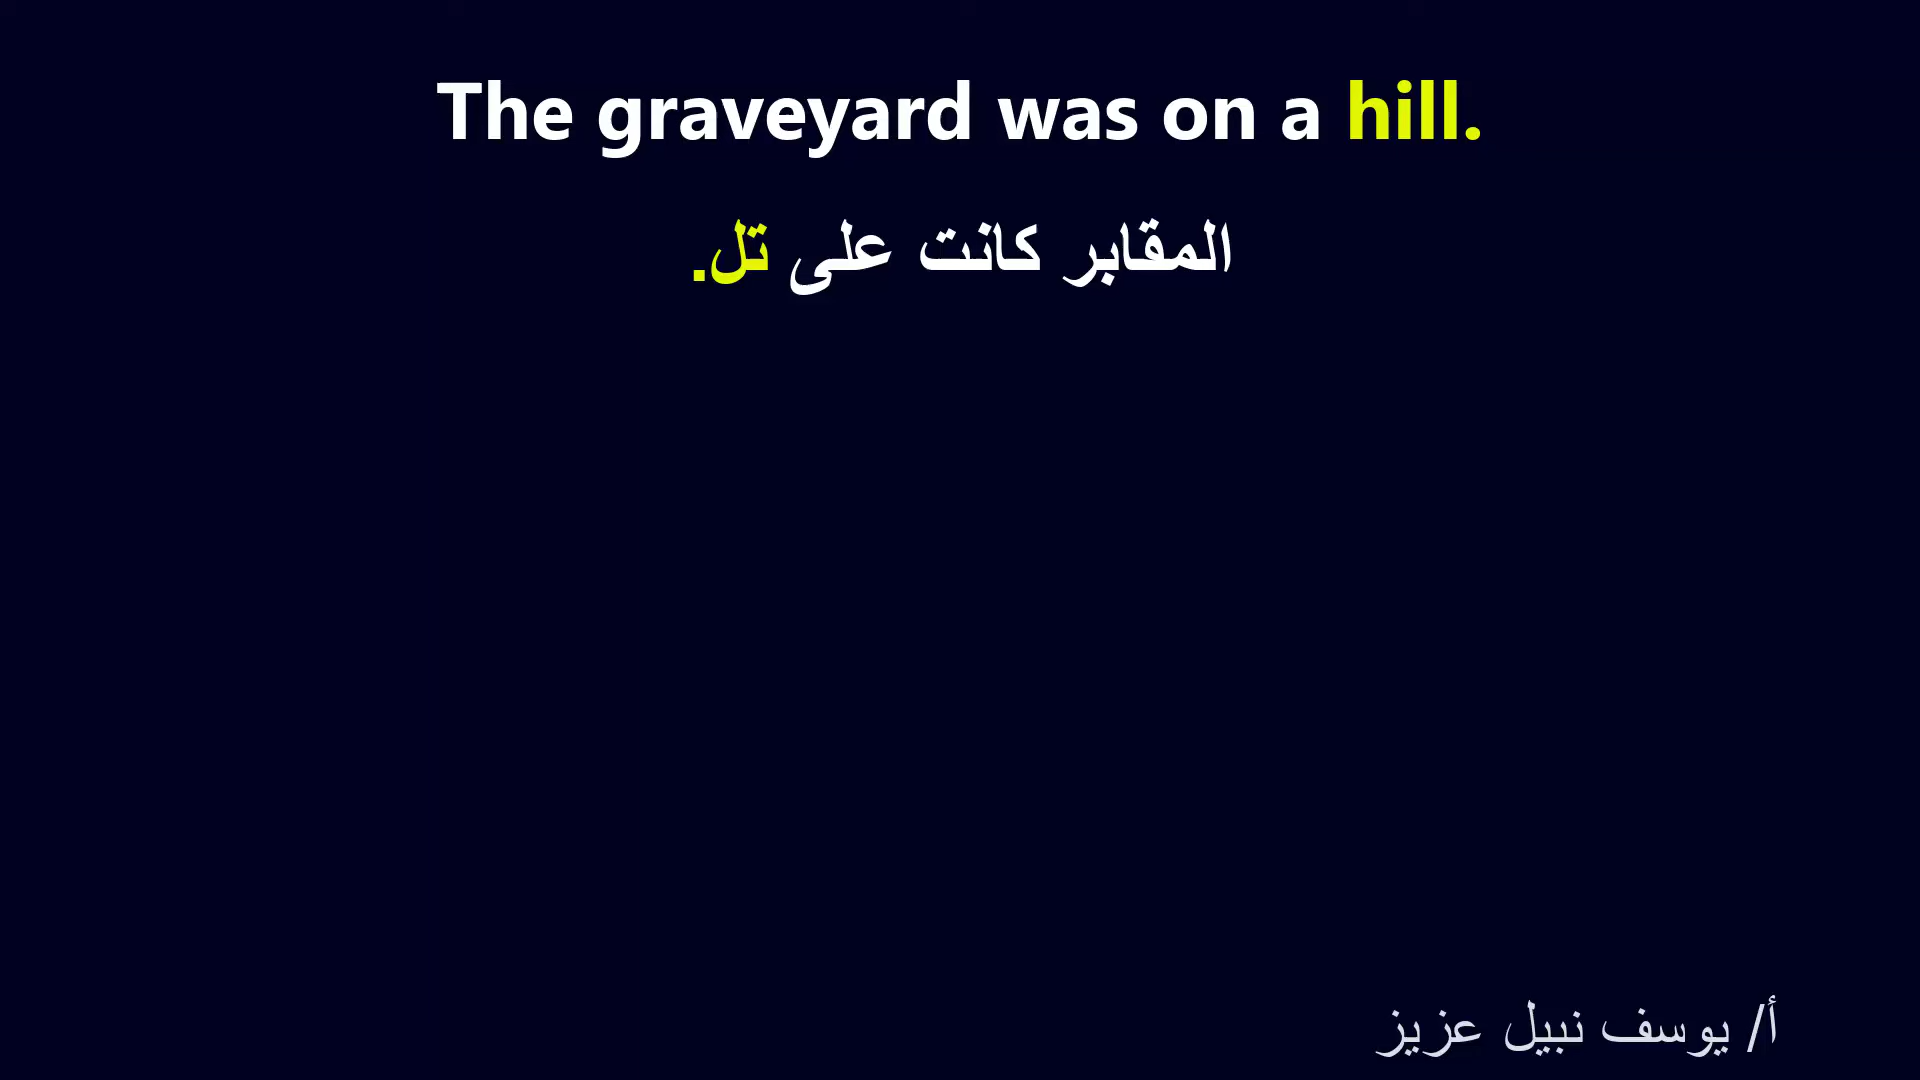 The graveyard was on a hill.
المقابر كانت على تل.
أ/ يوسف نبيل عزيز